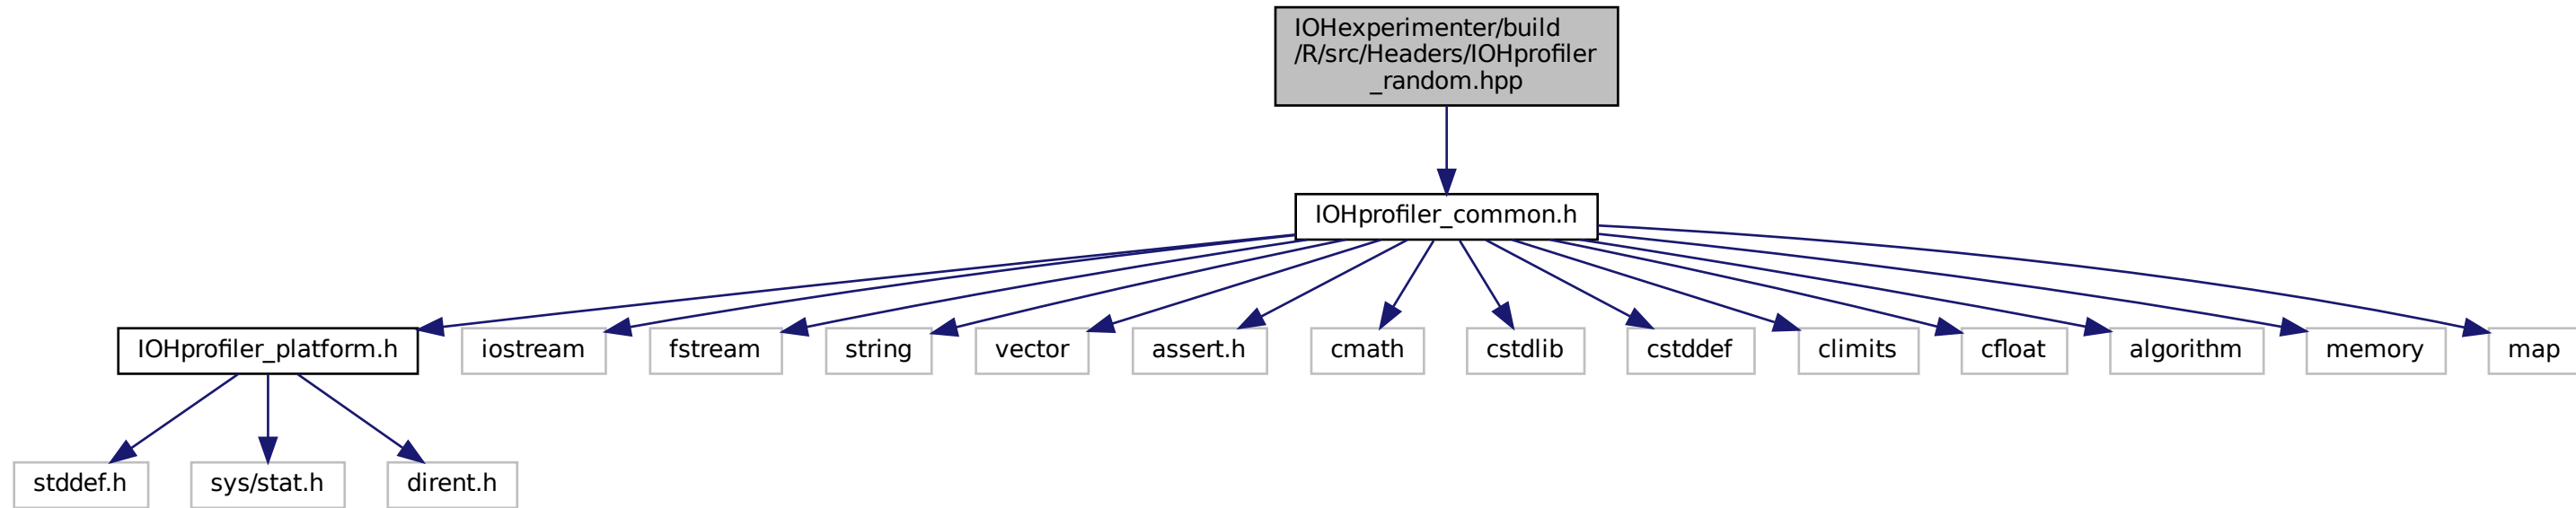 IOHexperimenter/build
/R/src/Headers/IOHprofiler
_random.hpp
IOHprofiler_common.h
IOHprofiler_platform.h
iostream
fstream
string
vector
assert.h
cmath
cstdlib
cstddef
climits
cfloat
algorithm
memory
map
stddef.h
sys/stat.h
dirent.h